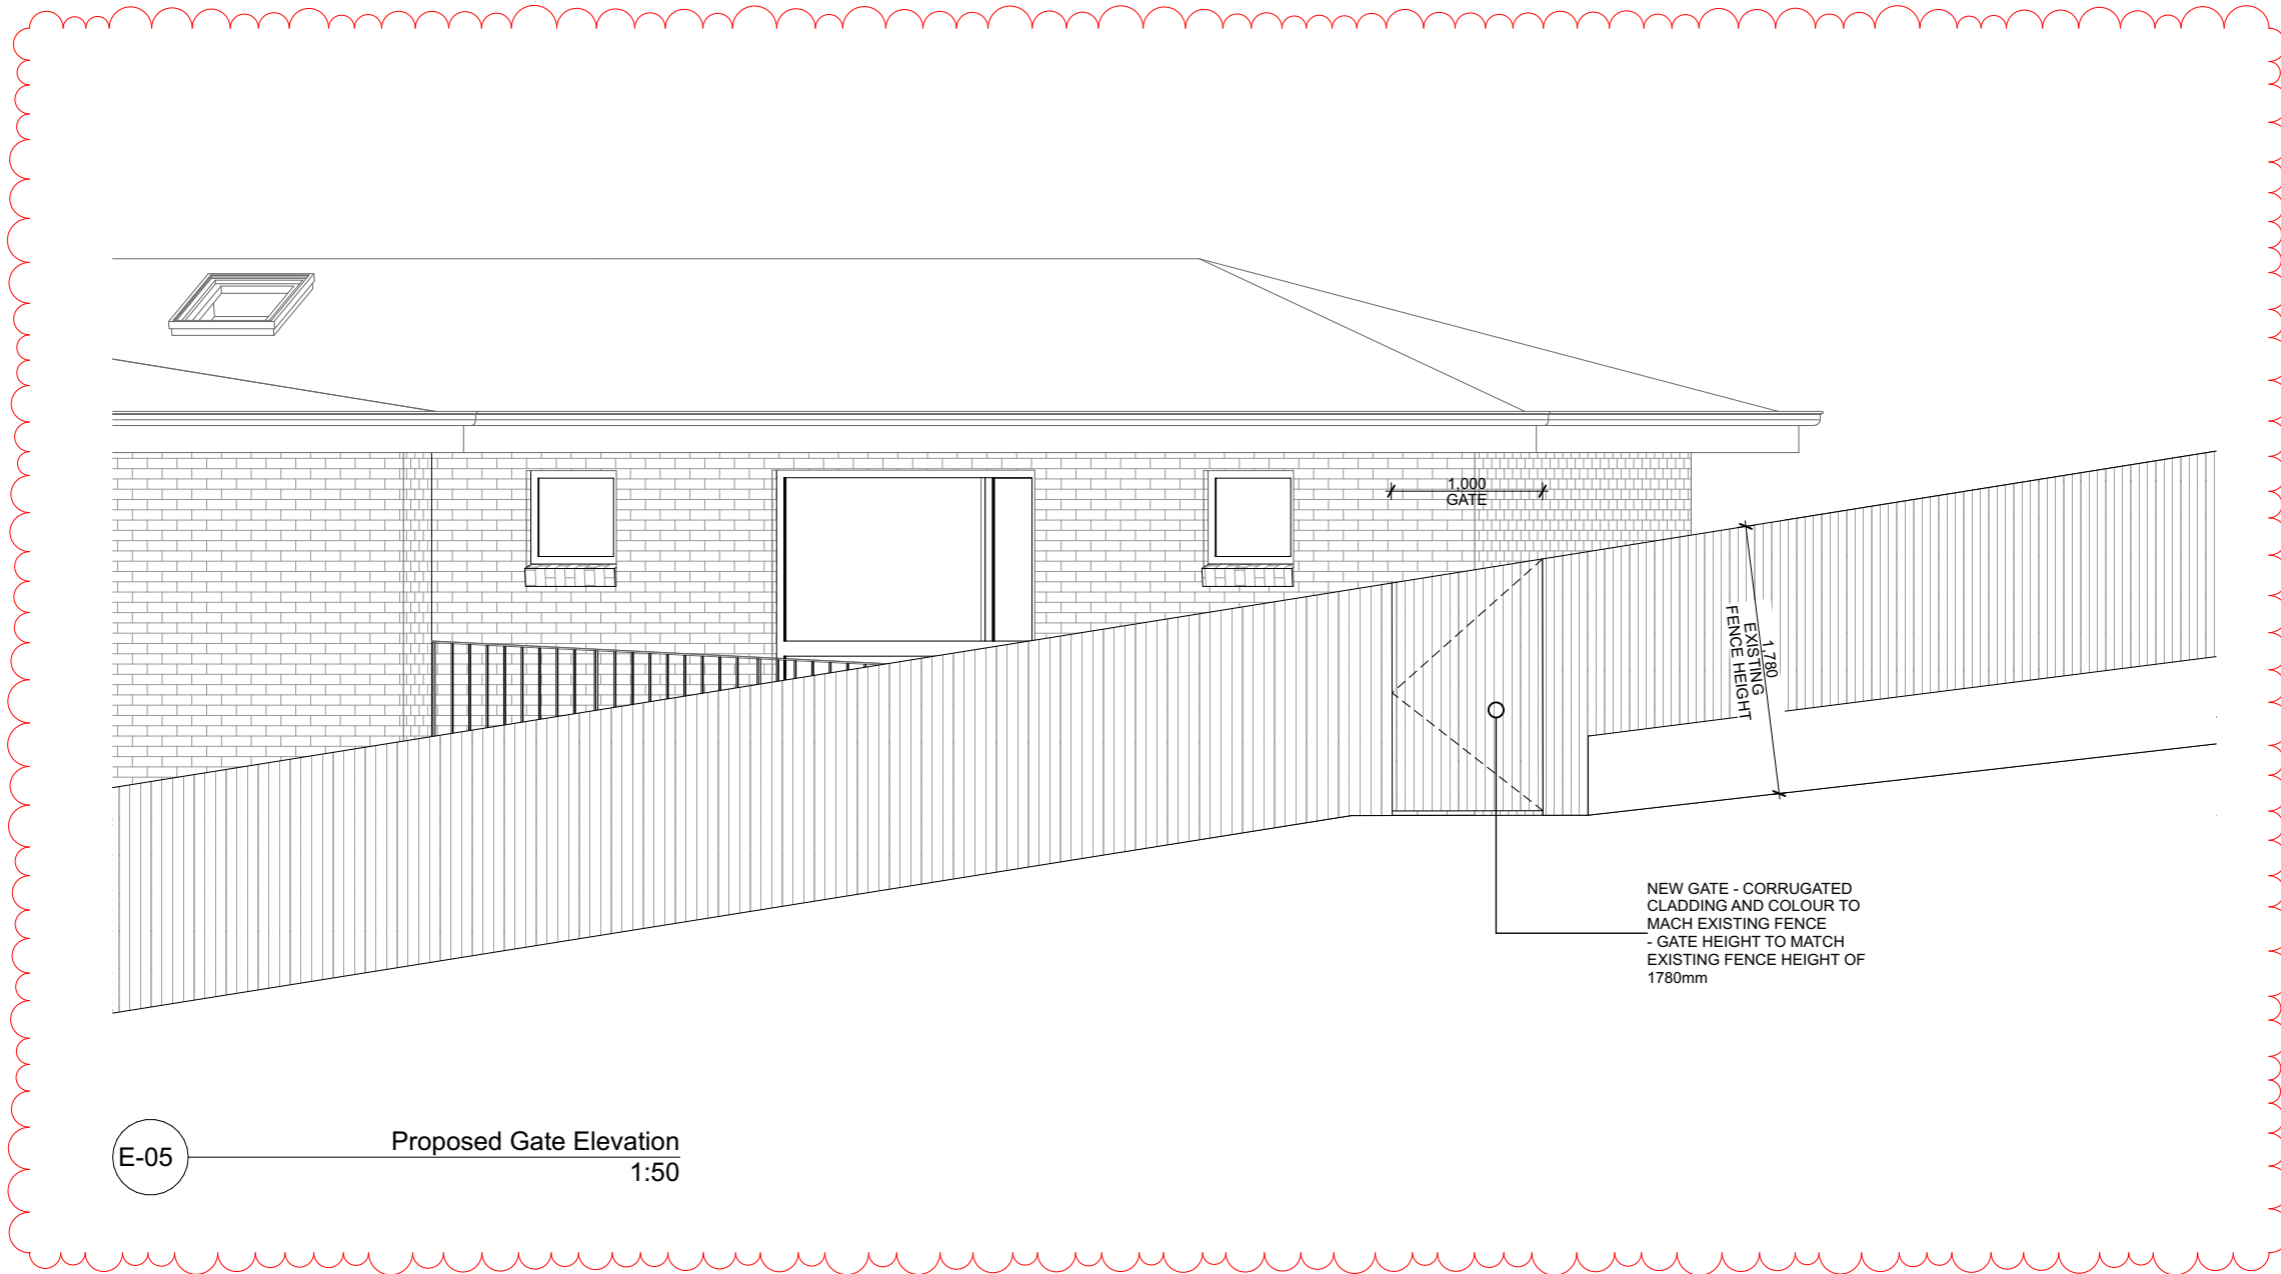 1,000
GATE
1,780
EXISTING
FENCE HEIGHT
NEW GATE - CORRUGATED
CLADDING AND COLOUR TO
MACH EXISTING FENCE
- GATE HEIGHT TO MATCH
EXISTING FENCE HEIGHT OF
1780mm
E-05
Proposed Gate Elevation
1:50